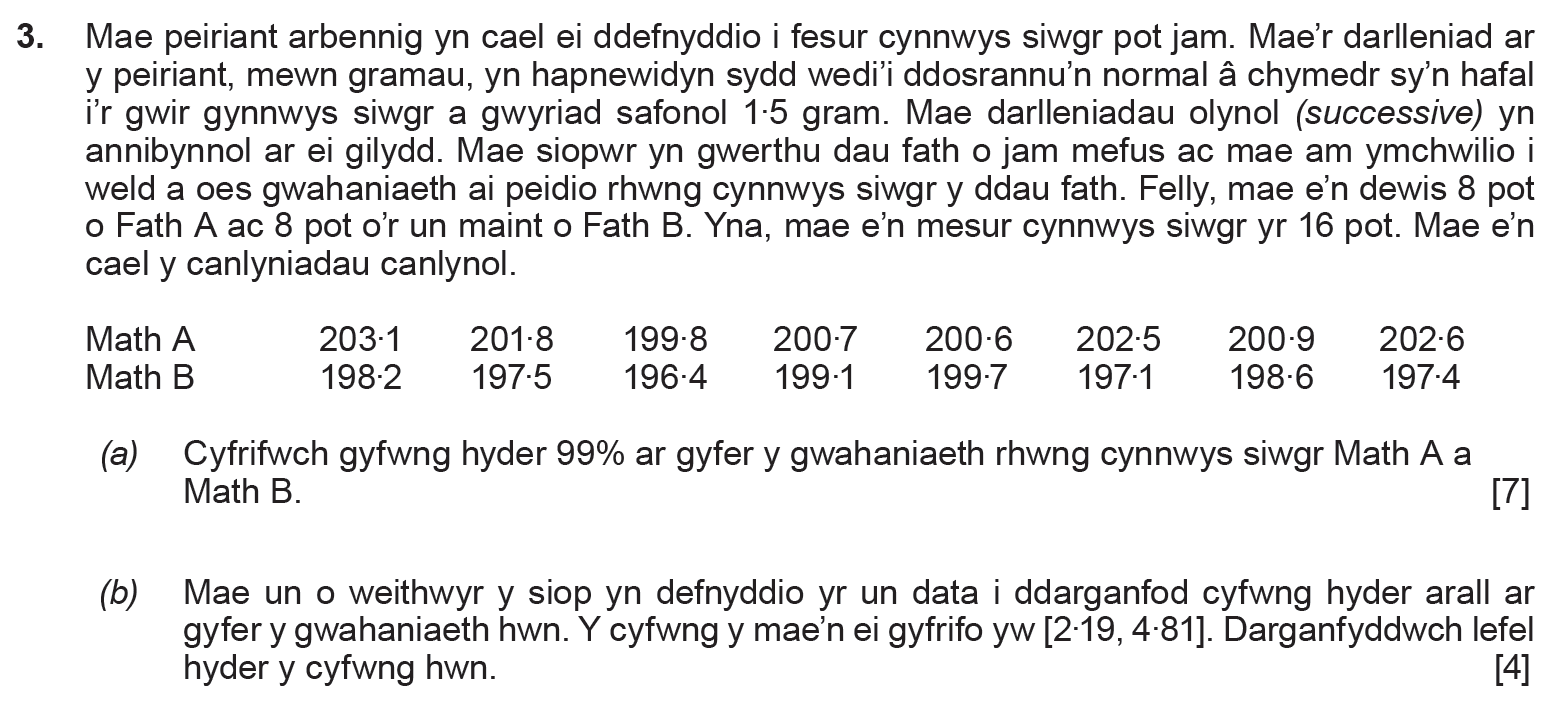 3. Mae peiriant arbennig yn cael ei ddefnyddio i fesur cynnwys siwgr pot jam. Mae’r darlleniad ar
y peiriant, mewn gramau, yn hapnewidyn sydd wedi’i ddosrannu’n normal â chymedr sy’n hafal
i’r gwir gynnwys siwgr a gwyriad safonol 1·5 gram. Mae darlleniadau olynol (successive) yn
annibynnol ar ei gilydd. Mae siopwr yn gwerthu dau fath o jam mefus ac mae am ymchwilio i
weld a oes gwahaniaeth ai peidio rhwng cynnwys siwgr y ddau fath. Felly, mae e’n dewis 8 pot
o Fath A ac 8 pot o’r un maint o Fath B. Yna, mae e’n mesur cynnwys siwgr yr 16 pot. Mae e’n
cael y canlyniadau canlynol.
Math A 203·1 201·8 199·8 200·7 200·6 202·5 200·9 202·6
Math B 198·2 197·5 196·4 199·1 199·7 197·1 198·6 197·4
(a) Cyfrifwch gyfwng hyder 99% ar gyfer y gwahaniaeth rhwng cynnwys siwgr Math A a
Math B. [7]
(b) Mae un o weithwyr y siop yn defnyddio yr un data i ddarganfod cyfwng hyder arall ar
gyfer y gwahaniaeth hwn. Y cyfwng y mae’n ei gyfrifo yw [2·19, 4·81]. Darganfyddwch lefel
hyder y cyfwng hwn. [4]